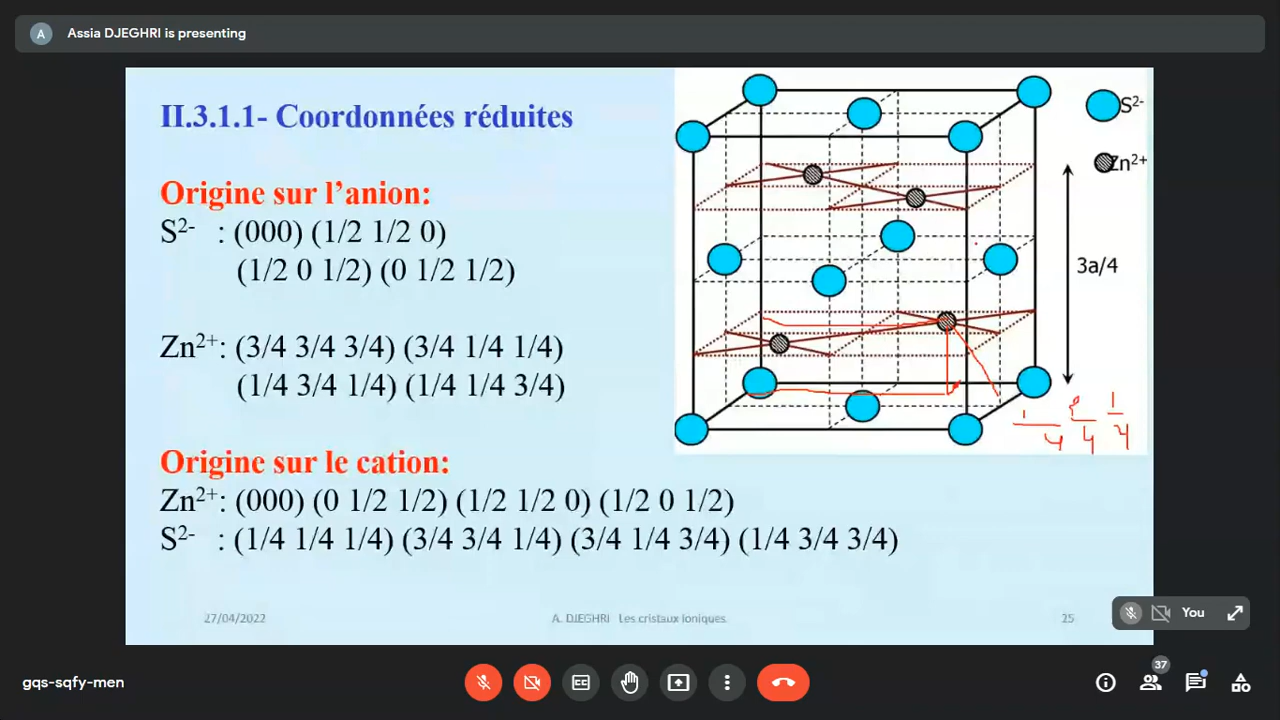 A Assia DJEGHRI is presenting
II.3.1.1- Coordonnées réduites
Origine sur l’anion:
S2- : (000) (1/2 1/2 0)
(1/2 0 1/2) (0 1/2 1/2)
Zn2+: (3/4 3/4 3/4) (3/4 1/4 1/4)
(1/4 3/4 1/4) (1/4 1/4 3/4)
S2-
Zn2+
3a/4
Origine sur le cation:
Zn2+: (000) (0 1/2 1/2) (1/2 1/2 0) (1/2 0 1/2)
S2- : (1/4 1/4 1/4) (3/4 3/4 1/4) (3/4 1/4 3/4) (1/4 3/4 3/4)
27/04/2022 A. DJEGHRI Les cristaux ioniques 25
You
gqs-sqfy-men
37